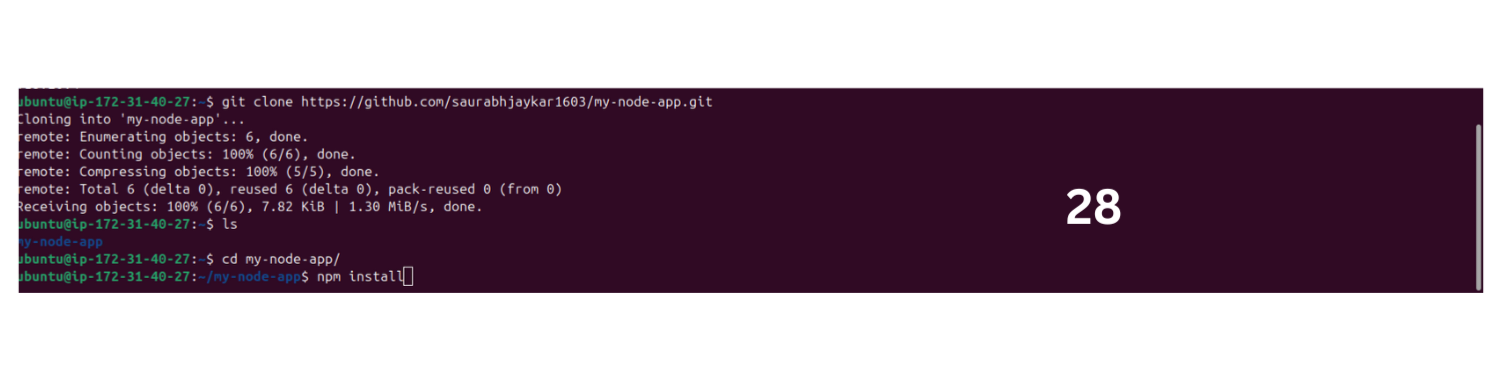 ubuntu@ip-172-31-40-27:~$ git clone https://github.com/saurabhjaykar1603/my-node-app.git
Cloning into 'my-node-app'...
remote: Enumerating objects: 6, done.
remote: Counting objects: 100% (6/6), done.
remote: Compressing objects: 100% (5/5), done.
remote: Total 6 (delta 0), reused 6 (delta 0), pack-reused 0 (from 0)
Receiving objects: 100% (6/6), 7.82 KiB | 1.30 MiB/s, done.
ubuntu@ip-172-31-40-27:~$ ls
my-node-app
ubuntu@ip-172-31-40-27:~$ cd my-node-app/
ubuntu@ip-172-31-40-27:~/my-node-app$ npm install
28